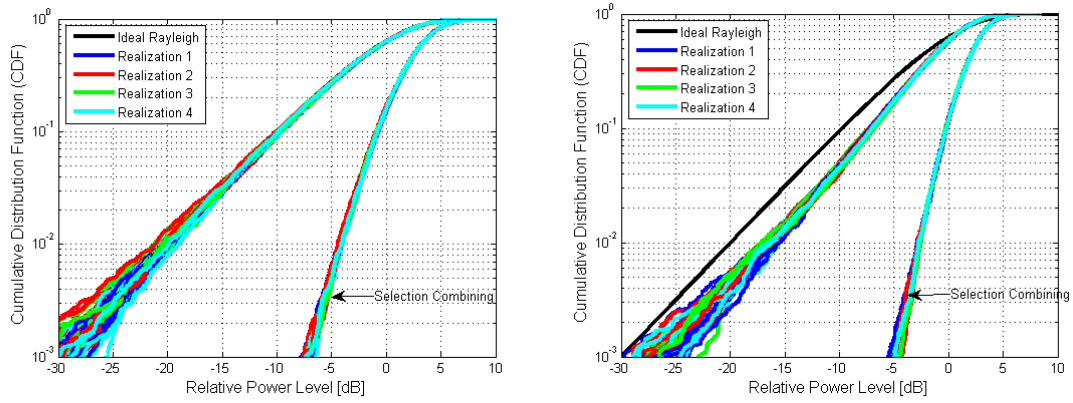 Cumulative Distribution Function (CDF)
10^0
10^-1
10^-2
10^-3
Ideal Rayleigh
Realization 1
Realization 2
Realization 3
Realization 4
Selection Combining
-30 -25 -20 -15 -10 -5 0 5 10
Relative Power Level [dB]
Cumulative Distribution Function (CDF)
10^0
10^-1
10^-2
10^-3
Ideal Rayleigh
Realization 1
Realization 2
Realization 3
Realization 4
Selection Combining
-30 -25 -20 -15 -10 -5 0 5 10
Relative Power Level [dB]